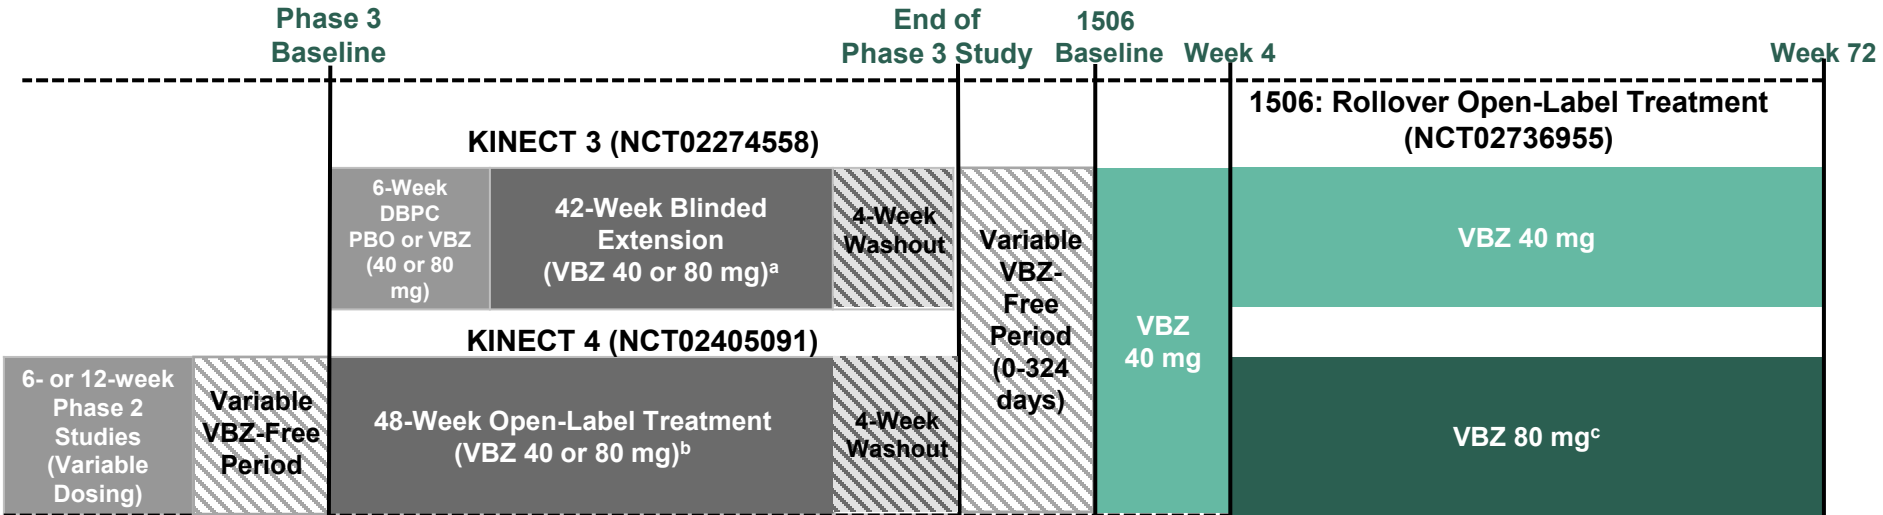 Phase 3
Baseline
End of
Phase 3 Study
1506
Baseline
Week 4
Week 72
KINECT 3 (NCT02274558)
1506: Rollover Open-Label Treatment
(NCT02736955)
6-Week
DBPC
PBO or VBZ
(40 or 80
mg)
42-Week Blinded
Extension
(VBZ 40 or 80 mg)ᵃ
4-Week
Washout
Variable
VBZ-
Free
Period
(0-324
days)
VBZ
40 mg
VBZ 40 mg
KINECT 4 (NCT02405091)
6- or 12-week
Phase 2
Studies
(Variable
Dosing)
Variable
VBZ-Free
Period
48-Week Open-Label Treatment
(VBZ 40 or 80 mg)ᵇ
4-Week
Washout
VBZ 80 mgᶜ